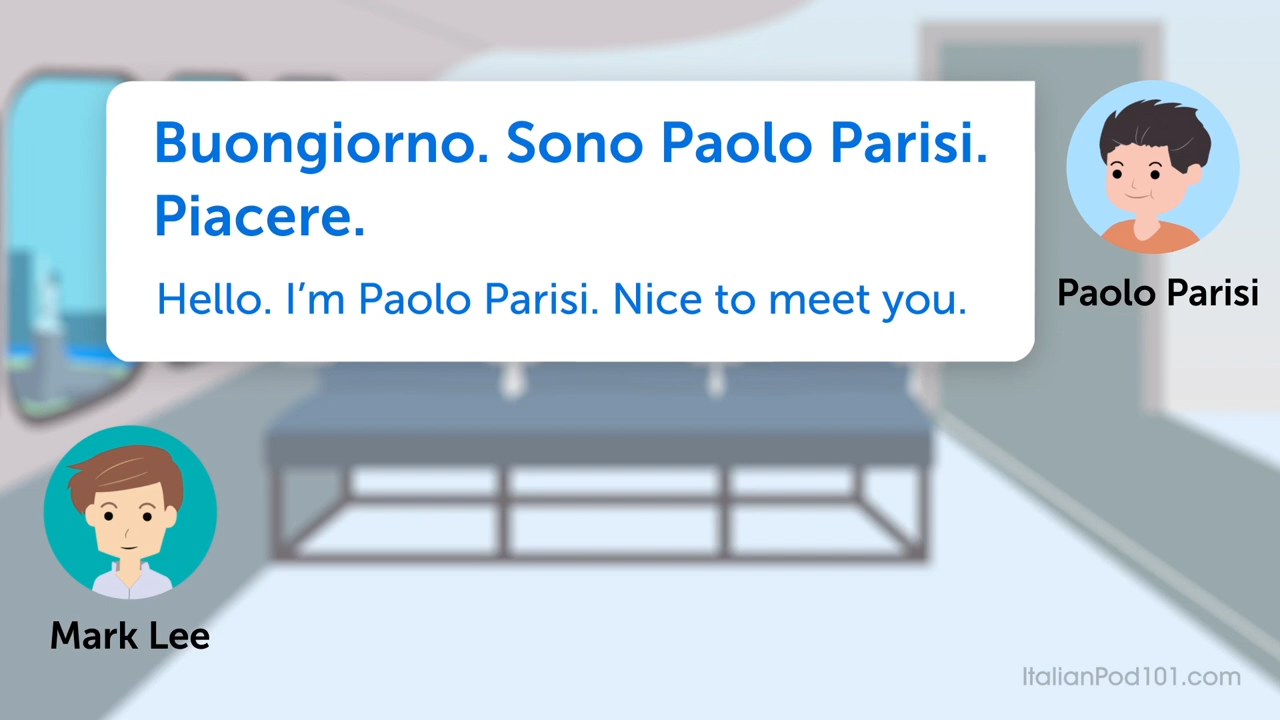 Buongiorno. Sono Paolo Parisi.
Piacere.
Hello. I’m Paolo Parisi. Nice to meet you.
Paolo Parisi
Mark Lee
ItalianPod101.com